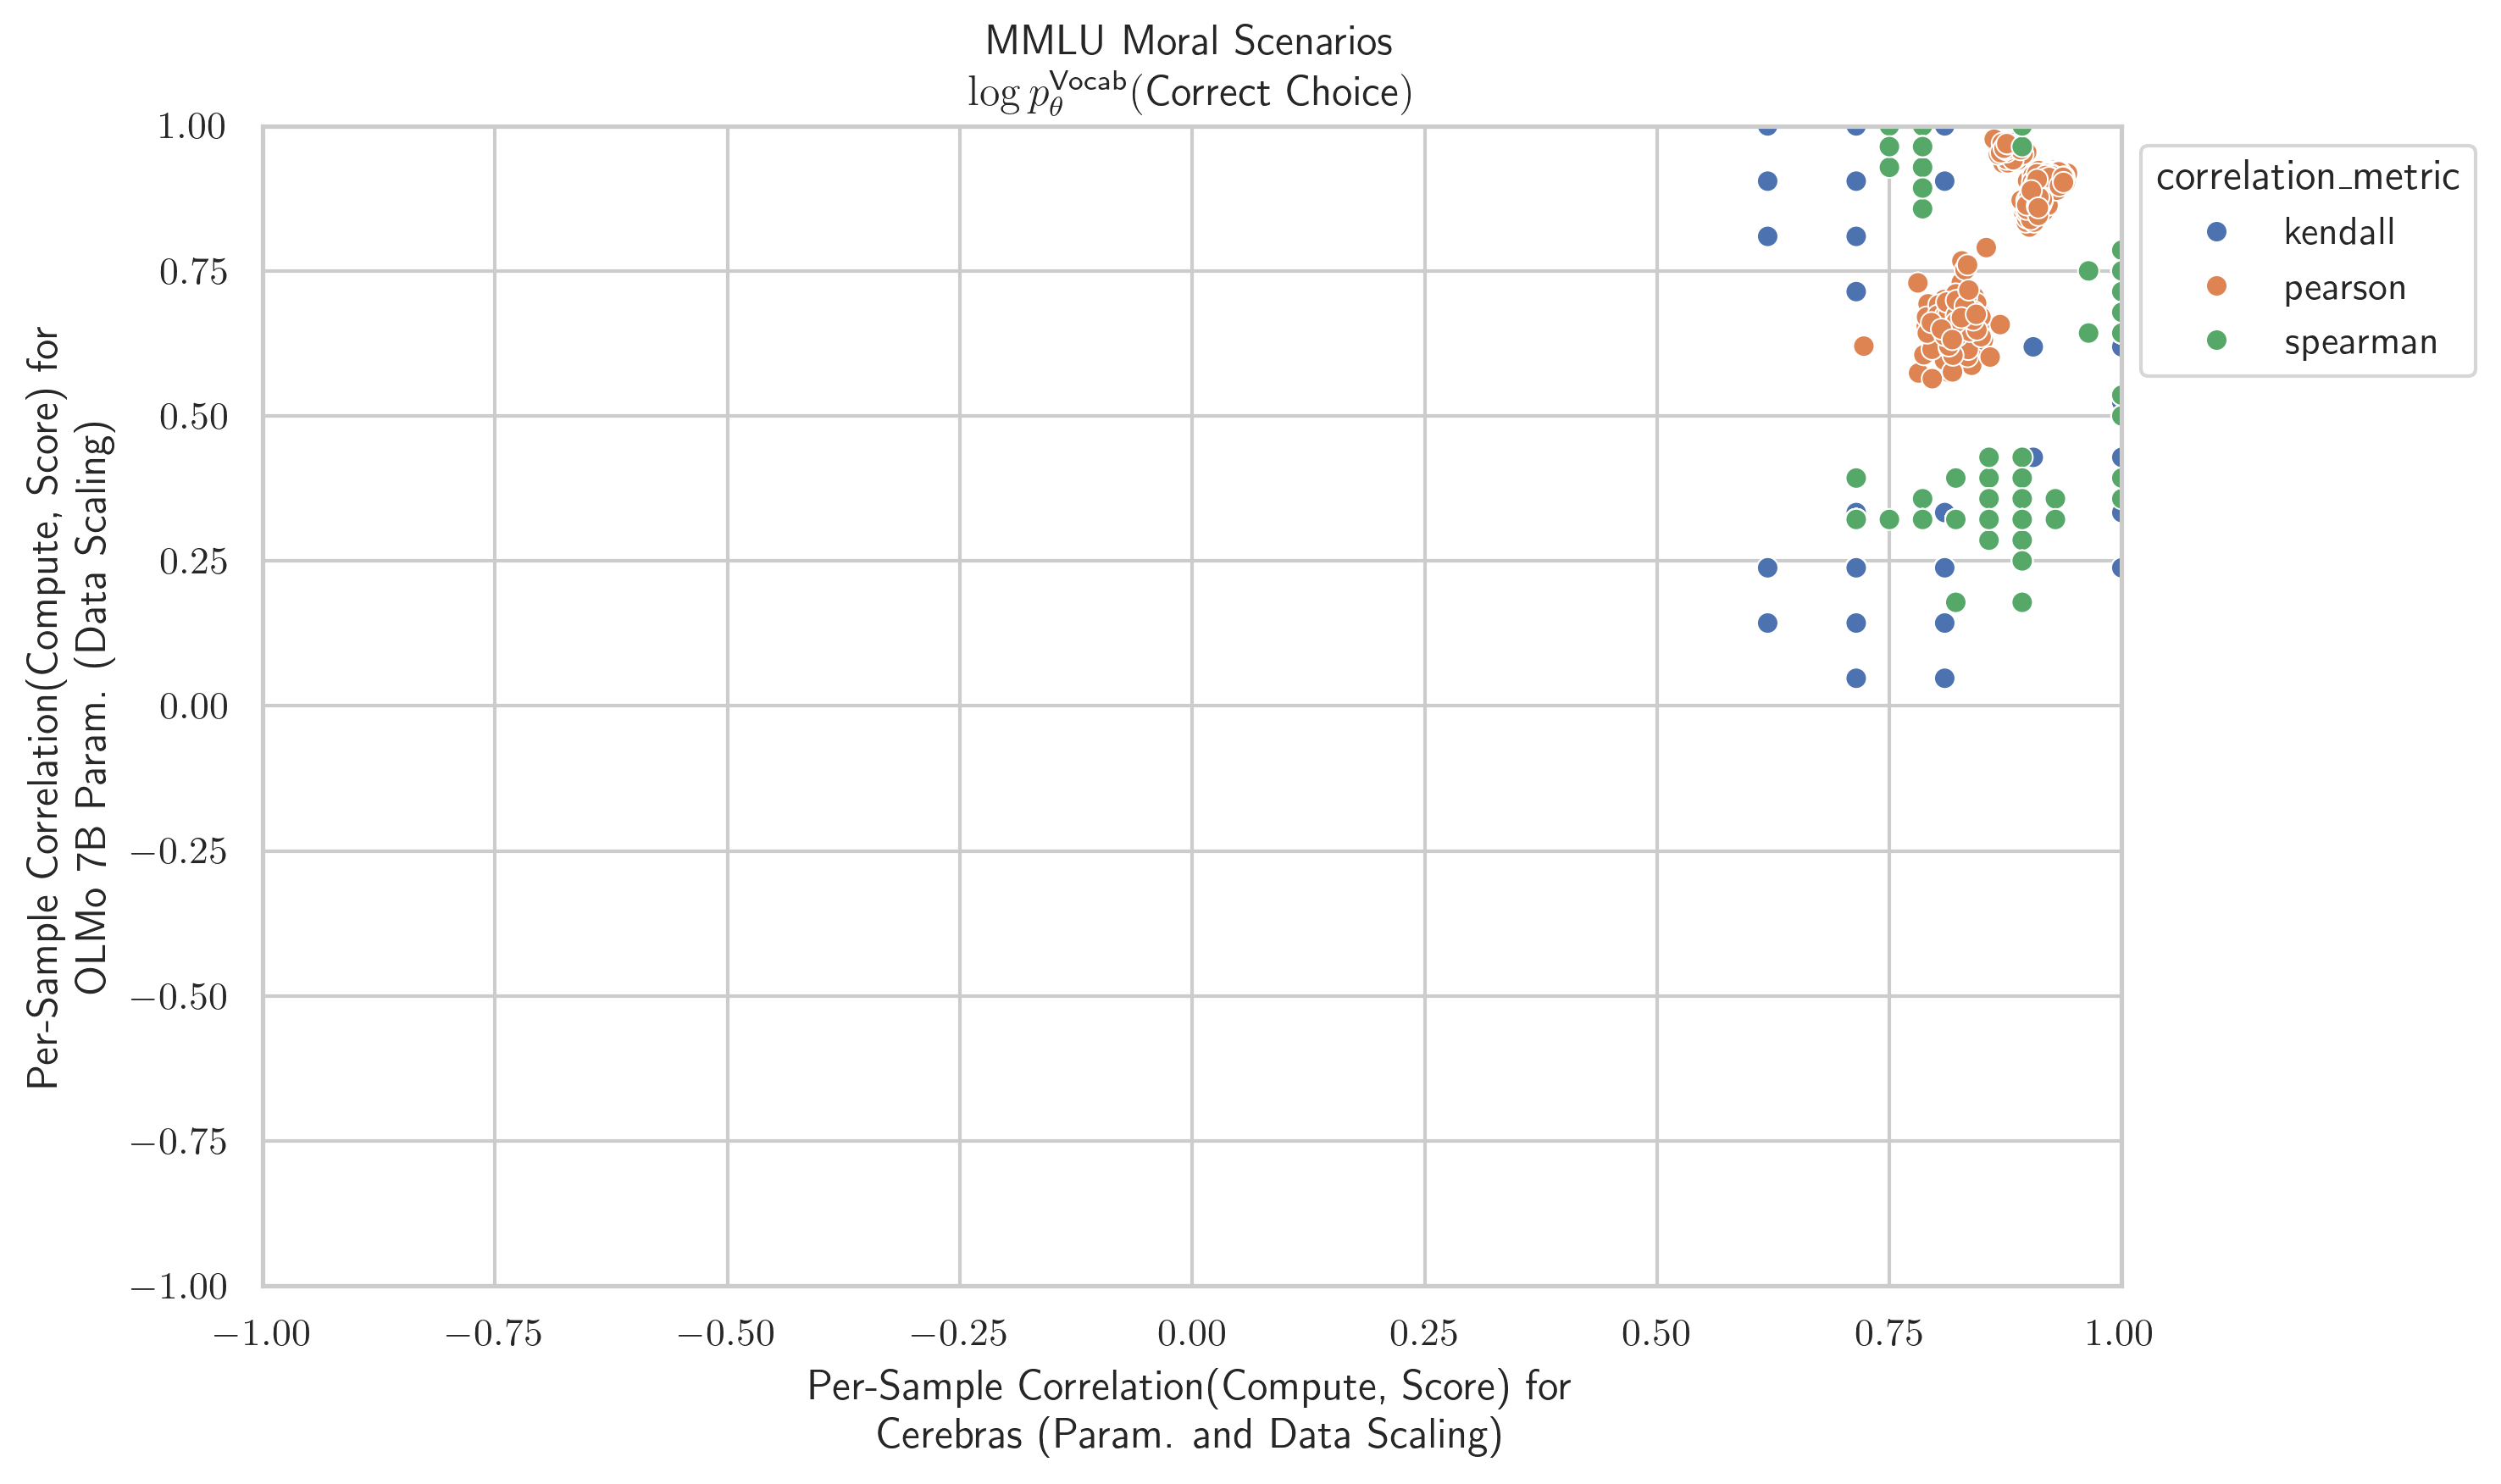 MMLU Moral Scenarios
log p_θ^Vocab(Correct Choice)
Per-Sample Correlation(Compute, Score) for
OLMo 7B Param. (Data Scaling)
1.00
0.75
0.50
0.25
0.00
−0.25
−0.50
−0.75
−1.00
−1.00 −0.75 −0.50 −0.25 0.00 0.25 0.50 0.75 1.00
Per-Sample Correlation(Compute, Score) for
Cerebras (Param. and Data Scaling)
correlation_metric
kendall
pearson
spearman